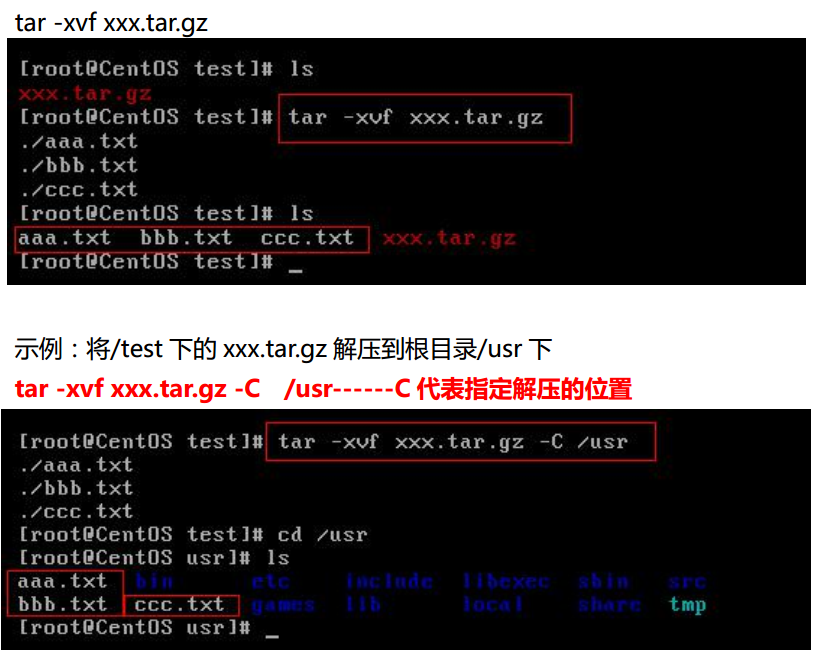 tar -xvf xxx.tar.gz
[root@CentOS test]# ls
xxx.tar.gz
[root@CentOS test]# tar -xvf xxx.tar.gz
./aaa.txt
./bbb.txt
./ccc.txt
[root@CentOS test]# ls
aaa.txt bbb.txt ccc.txt xxx.tar.gz
[root@CentOS test]# _
示例：将/test 下的 xxx.tar.gz 解压到根目录/usr 下
tar -xvf xxx.tar.gz -C /usr------C 代表指定解压的位置
[root@CentOS test]# tar -xvf xxx.tar.gz -C /usr
./aaa.txt
./bbb.txt
./ccc.txt
[root@CentOS test]# cd /usr
[root@CentOS usr]# ls
aaa.txt bin etc include libexec sbin src
bbb.txt ccc.txt games lib local share tmp
[root@CentOS usr]# _